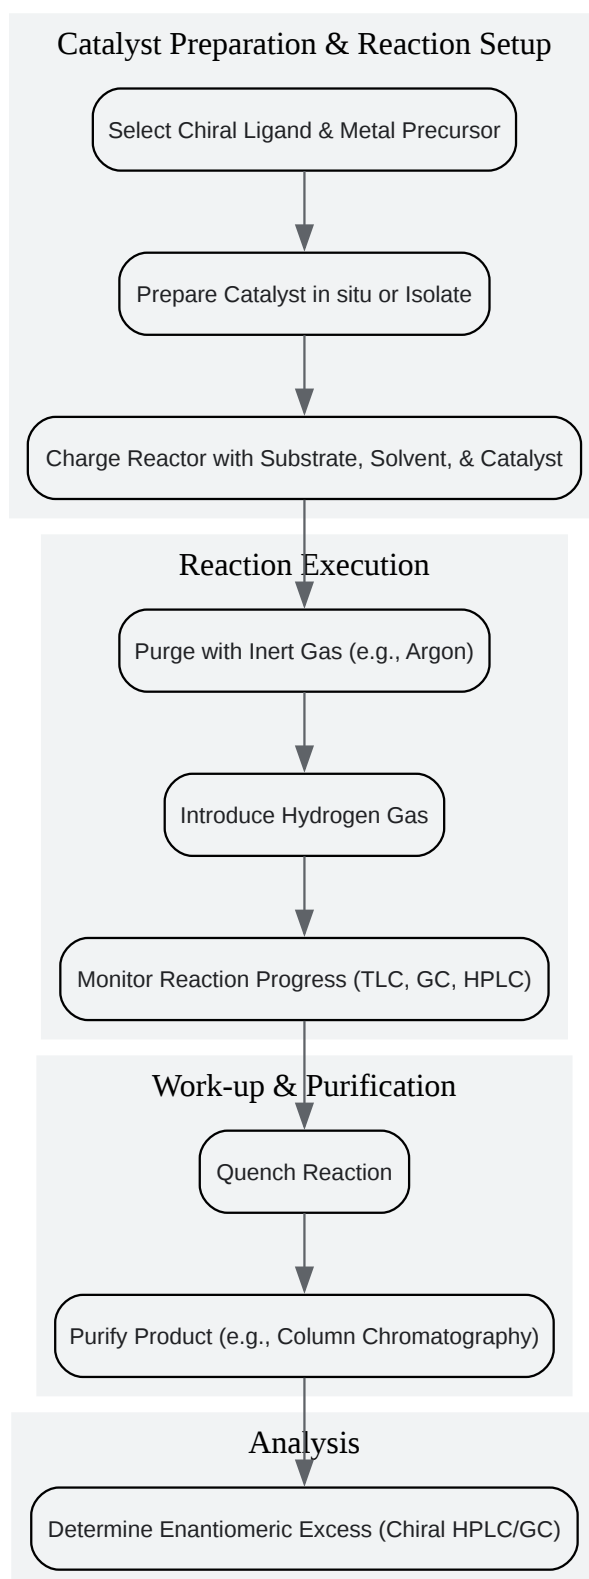 Catalyst Preparation & Reaction Setup
Select Chiral Ligand & Metal Precursor
Prepare Catalyst in situ or Isolate
Charge Reactor with Substrate, Solvent, & Catalyst
Reaction Execution
Purge with Inert Gas (e.g., Argon)
Introduce Hydrogen Gas
Monitor Reaction Progress (TLC, GC, HPLC)
Work-up & Purification
Quench Reaction
Purify Product (e.g., Column Chromatography)
Analysis
Determine Enantiomeric Excess (Chiral HPLC/GC)